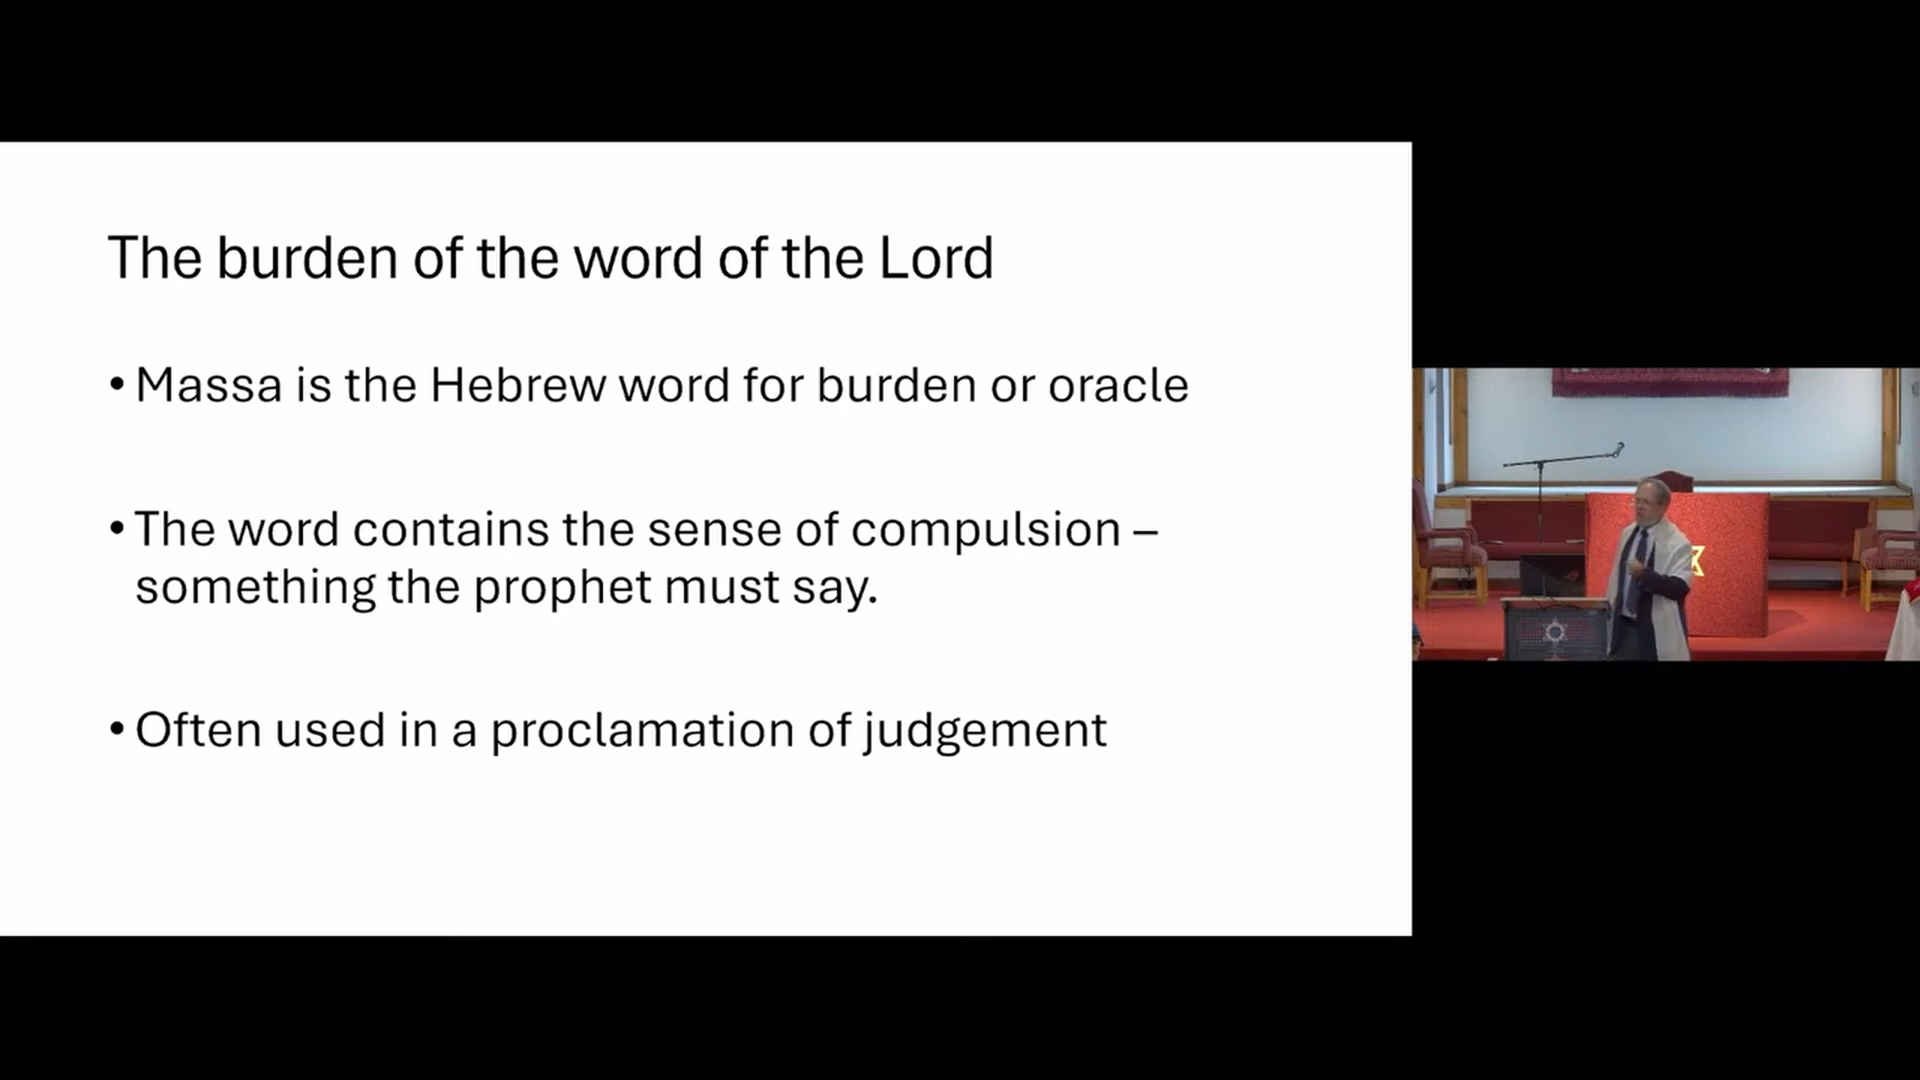 The burden of the word of the Lord
• Massa is the Hebrew word for burden or oracle
• The word contains the sense of compulsion –
something the prophet must say.
• Often used in a proclamation of judgement